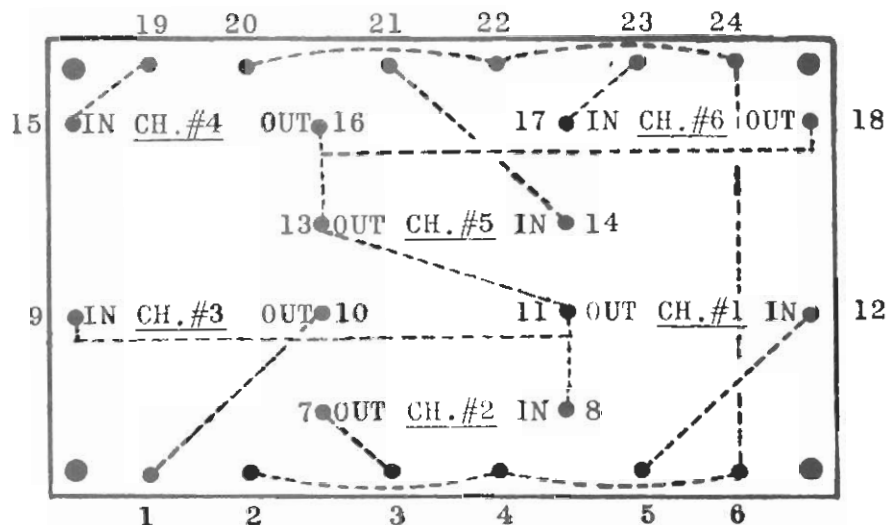 19 20 21 22 23 24
15 IN CH.#4 OUT 16 17 IN CH.#6 OUT 18
13 OUT CH.#5 IN 14
9 IN CH.#3 OUT 10 11 OUT CH.#1 IN 12
7 OUT CH.#2 IN 8
1 2 3 4 5 6